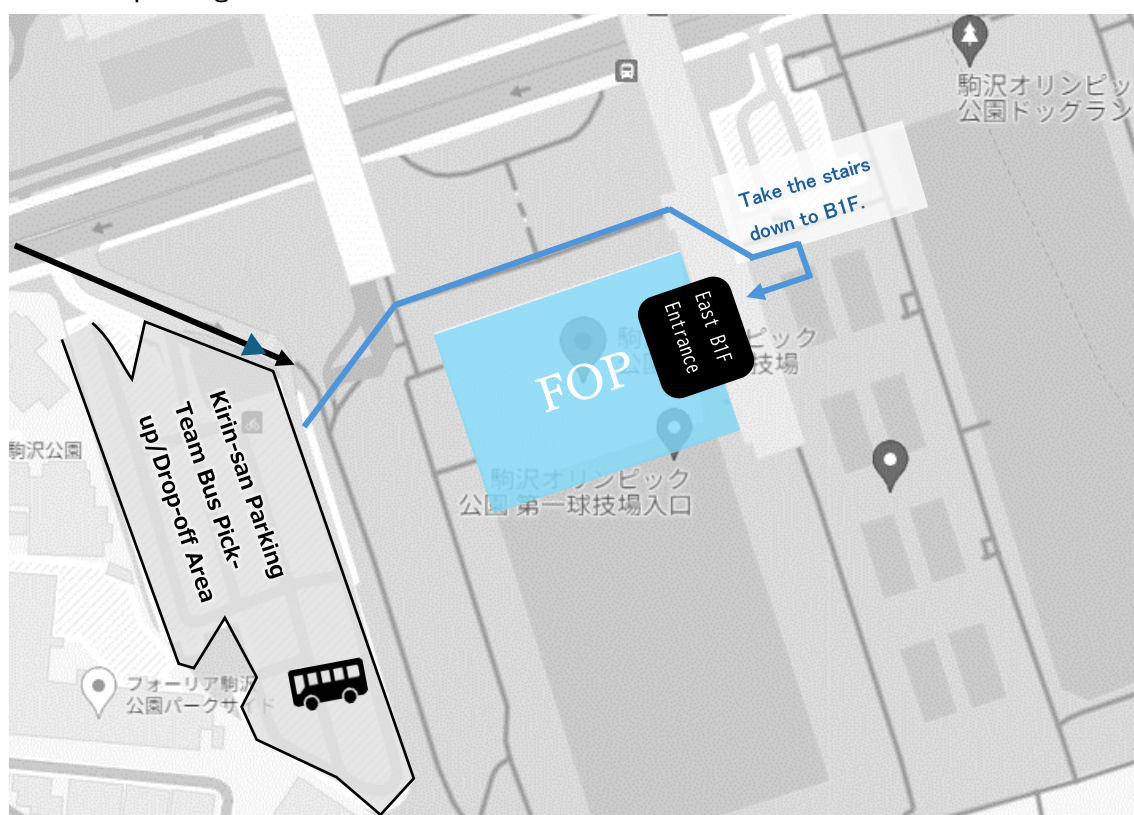 駒沢オリンピッ
公園ドッグラン
Take the stairs
down to B1F.
East B1F
Entrance
ピック
技場
FOP
Kirin-san Parking
Team Bus Pick-
up/Drop-off Area
駒沢公園
駒沢オリンピック
公園 第一球技場入口
フォーリア駒沢
公園パークサイド